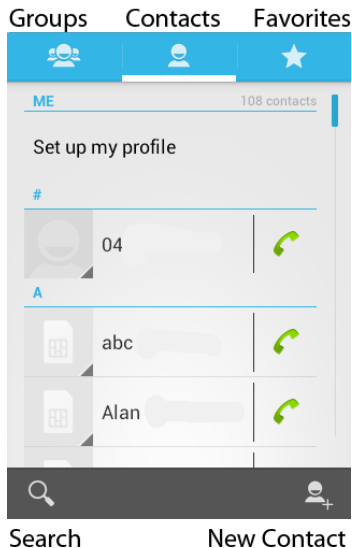 Groups Contacts Favorites
ME 108 contacts
Set up my profile
#
04
A
abc
Alan
Search New Contact